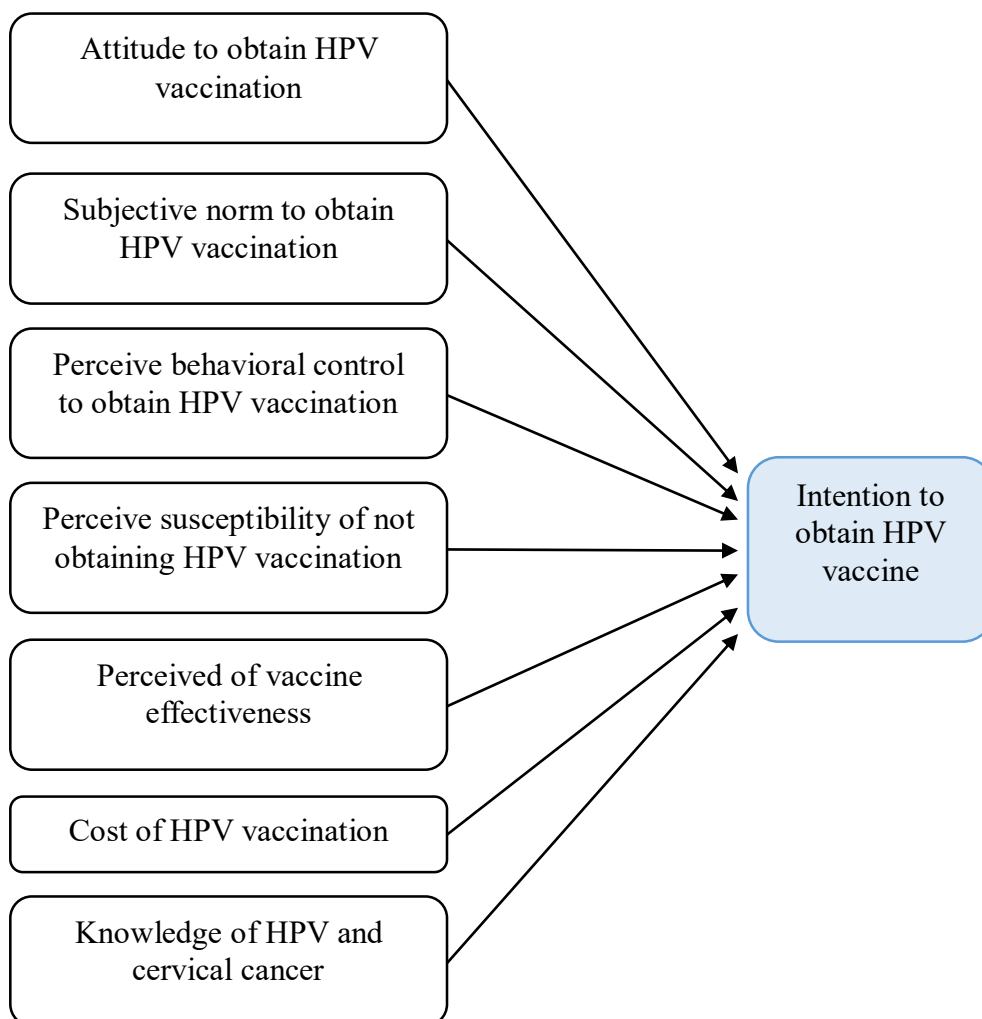 Attitude to obtain HPV
vaccination
Subjective norm to obtain
HPV vaccination
Perceive behavioral control
to obtain HPV vaccination
Perceive susceptibility of not
obtaining HPV vaccination
Perceived of vaccine
effectiveness
Cost of HPV vaccination
Knowledge of HPV and
cervical cancer
Intention to
obtain HPV
vaccine